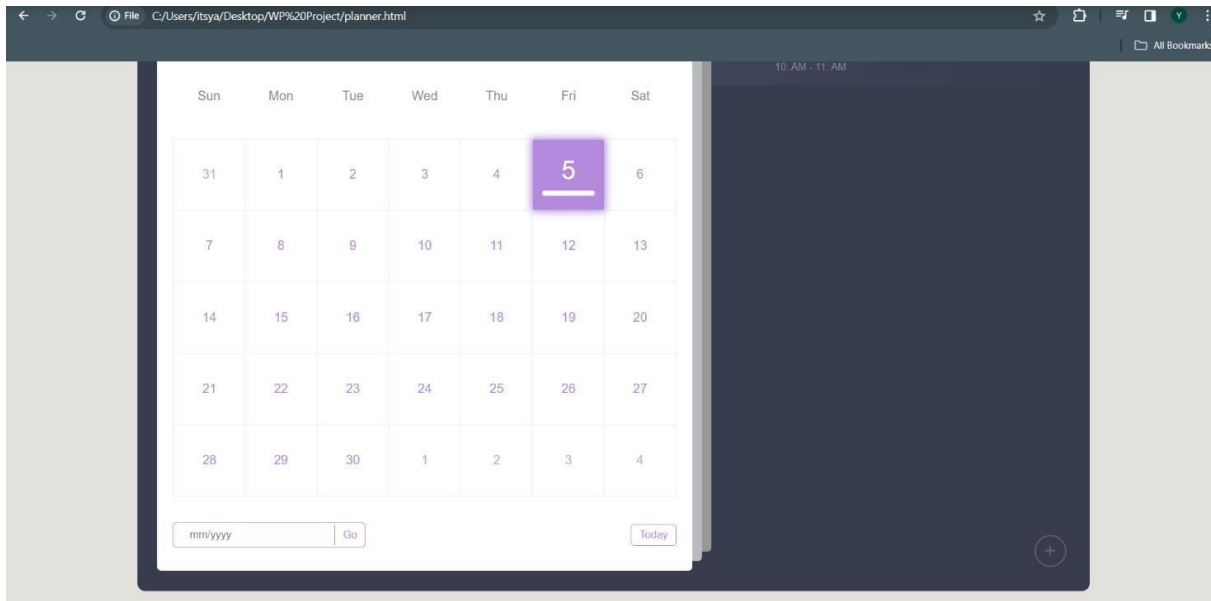 File C:/Users/itsya/Desktop/WP%20Project/planner.html
Y
All Bookmarks
10: AM - 11: AM
Sun Mon Tue Wed Thu Fri Sat
31 1 2 3 4 5 6
7 8 9 10 11 12 13
14 15 16 17 18 19 20
21 22 23 24 25 26 27
28 29 30 1 2 3 4
mm/yyyy Go Today
+